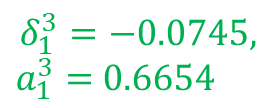 δ₁³ = −0.0745,
a₁³ = 0.6654